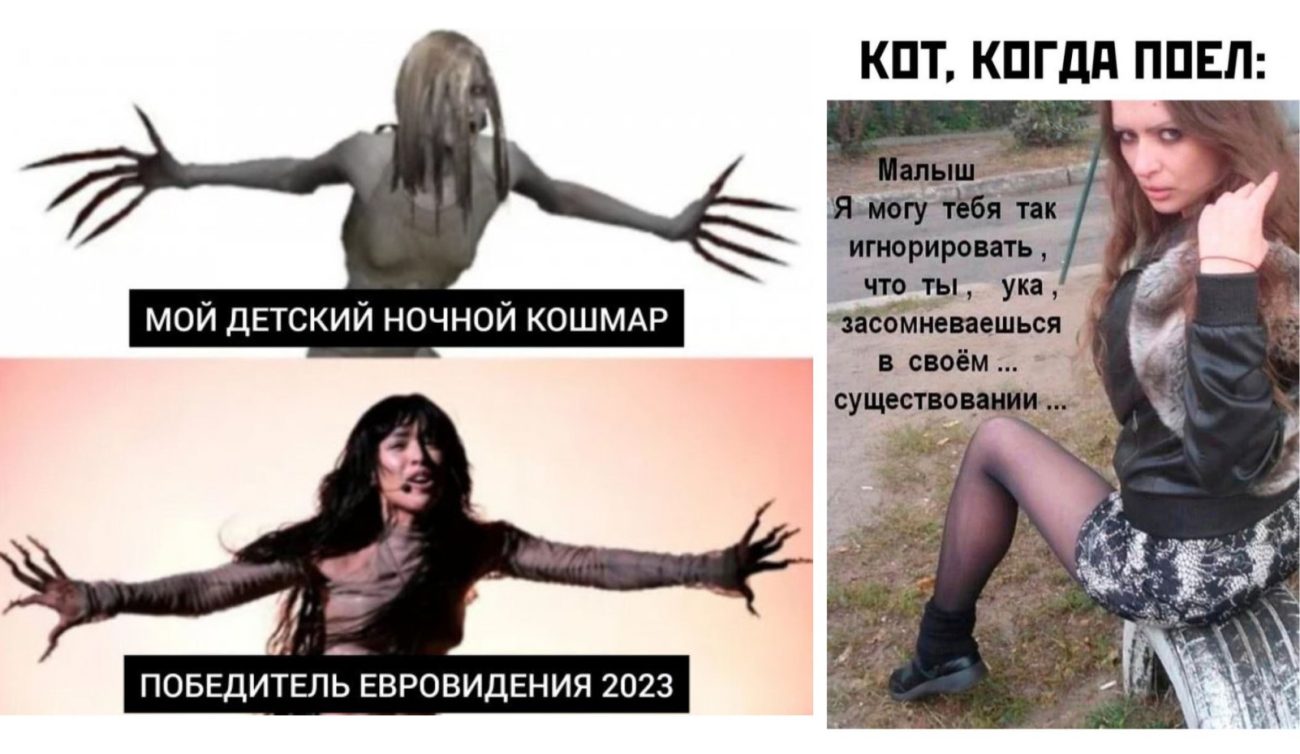 МОЙ ДЕТСКИЙ НОЧНОЙ КОШМАР
ПОБЕДИТЕЛЬ ЕВРОВИДЕНИЯ 2023
КОТ, КОГДА ПОЕЛ:
Малыш
Я могу тебя так
игнорировать ,
что ты , ука ,
засомневаешься
в своём ...
существовании ...